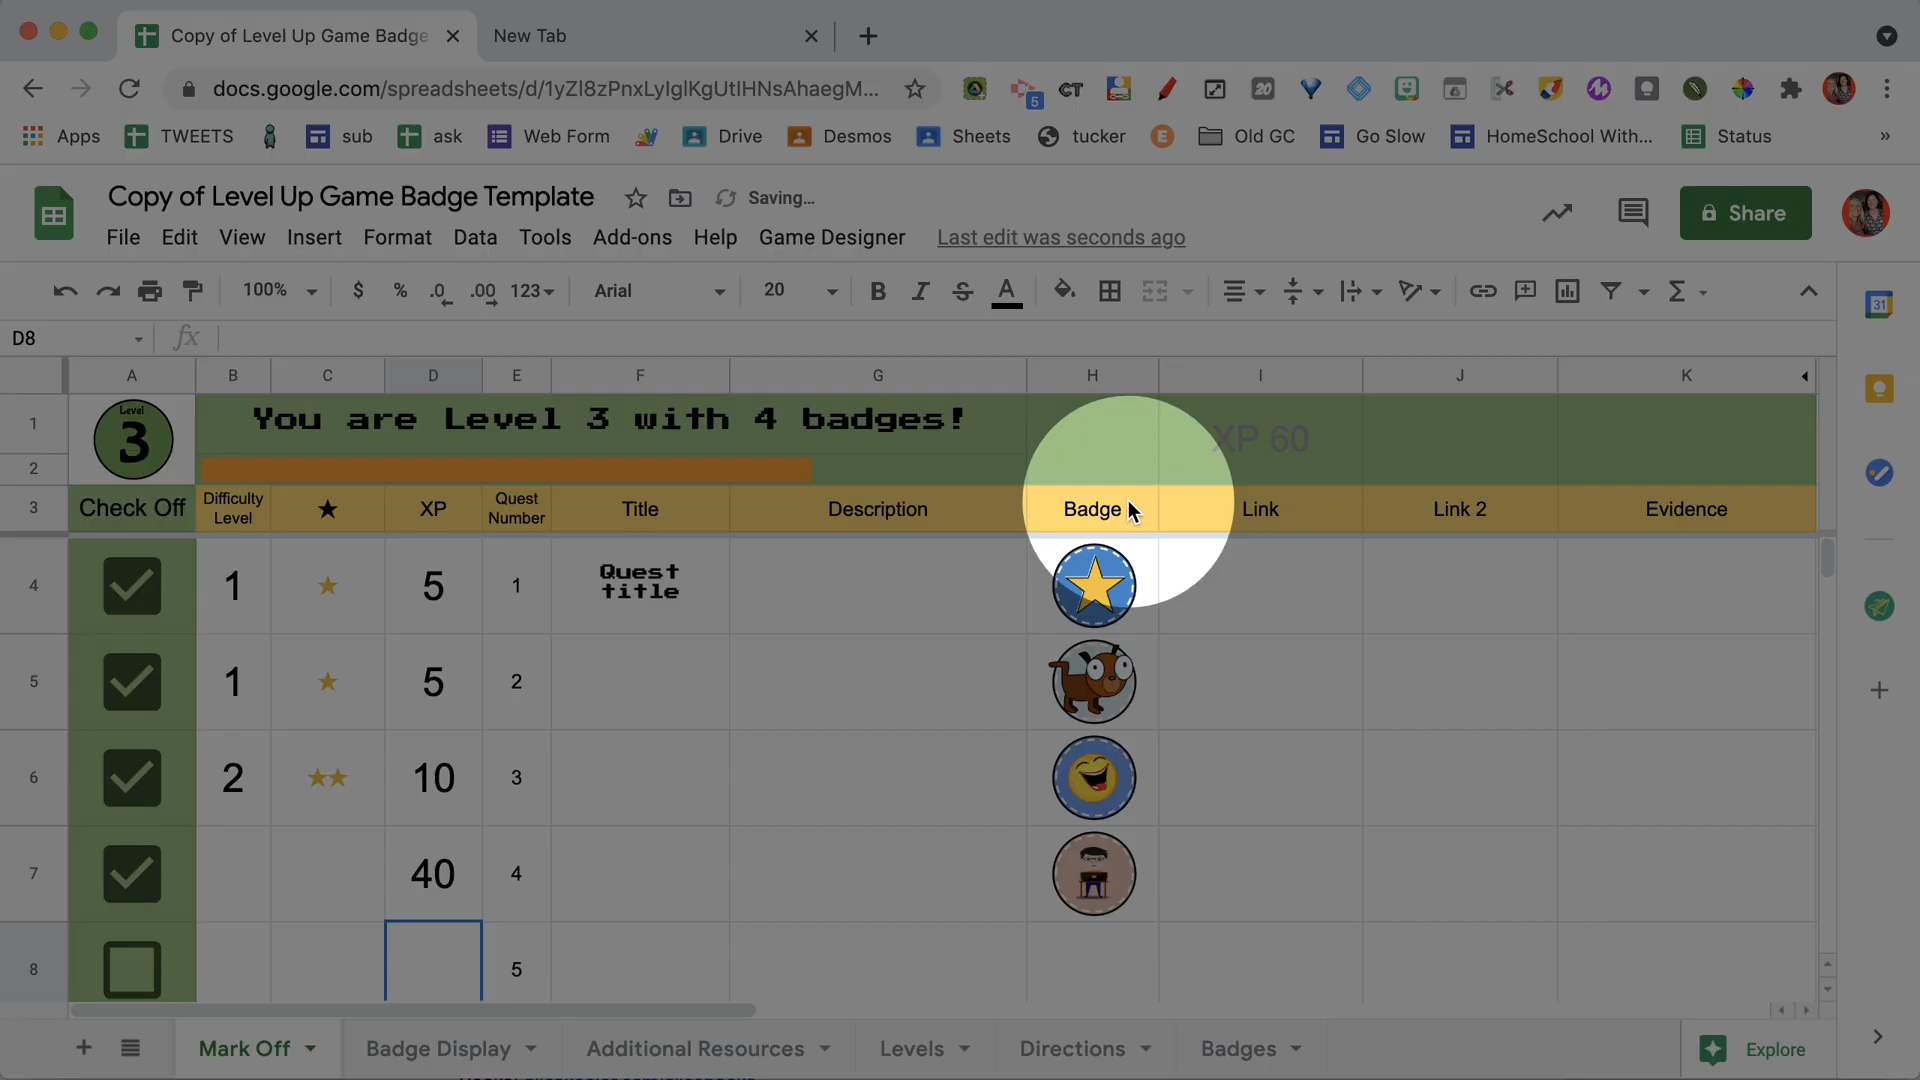 Copy of Level Up Game Badge
New Tab
docs.google.com/spreadsheets/d/1yZl8zPnxLyIglKgUtIHNsAhaegM...
5
CT
20
Apps
TWEETS
sub
ask
Web Form
Drive
Desmos
Sheets
tucker
E
Old GC
Go Slow
HomeSchool With...
Status
»
Copy of Level Up Game Badge Template
Saving...
Share
File Edit View Insert Format Data Tools Add-ons Help Game Designer Last edit was seconds ago
100% $ % .0 .00 123 Arial 20 B I S A
31
D8
fx
A B C D E F G H I J K
1 Level 3 You are Level 3 with 4 badges! XP 60
2
3 Check Off Difficulty Level ★ XP Quest Number Title Description Badge Link Link 2 Evidence
4 1 ★ 5 1 Quest title
5 1 ★ 5 2
6 2 ★★ 10 3
7 40 4
8 5
Mark Off Badge Display Additional Resources Levels Directions Badges Explore